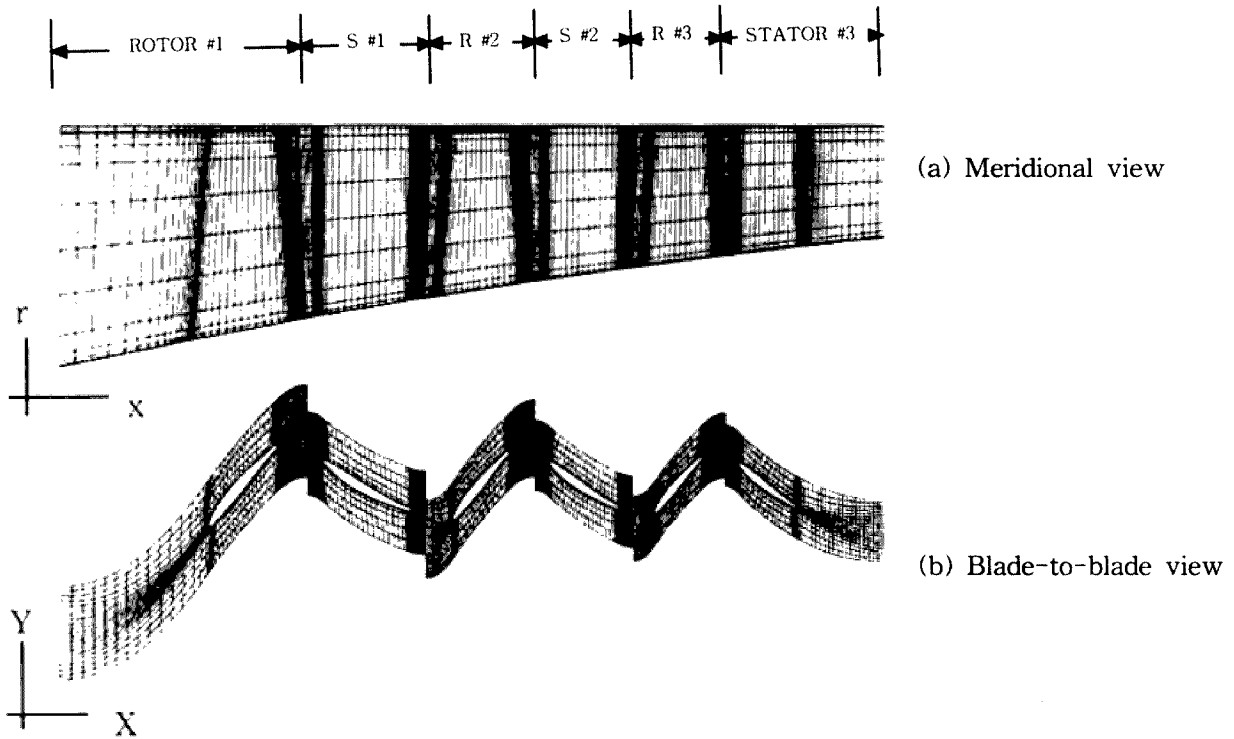 ROTOR #1 S #1 R #2 S #2 R #3 STATOR #3
(a) Meridional view
r
x
(b) Blade-to-blade view
Y
X